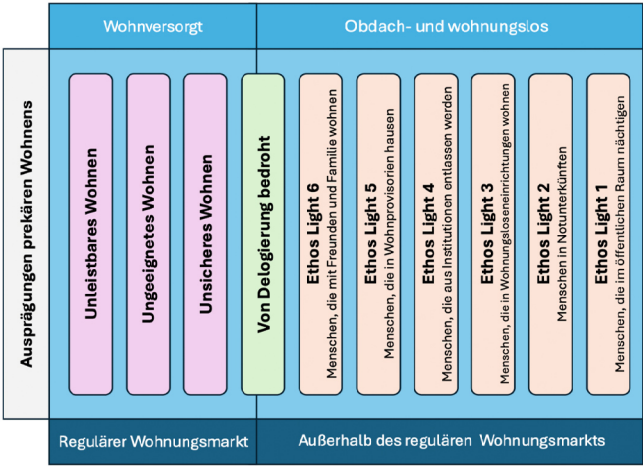 Wohnversorgt
Obdach- und wohnungslos
Ausprägungen prekären Wohnens
Unleistbares Wohnen
Ungeeignetes Wohnen
Unsicheres Wohnen
Von Delogierung bedroht
Ethos Light 6
Menschen, die mit Freunden und Familie wohnen
Ethos Light 5
Menschen, die in Wohnprovisorien hausen
Ethos Light 4
Menschen, die aus Institutionen entlassen werden
Ethos Light 3
Menschen, die in Wohnungsloseneinrichtungen wohnen
Ethos Light 2
Menschen in Notunterkünften
Ethos Light 1
Menschen, die im öffentlichen Raum nächtigen
Regulärer Wohnungsmarkt
Außerhalb des regulären Wohnungsmarkts